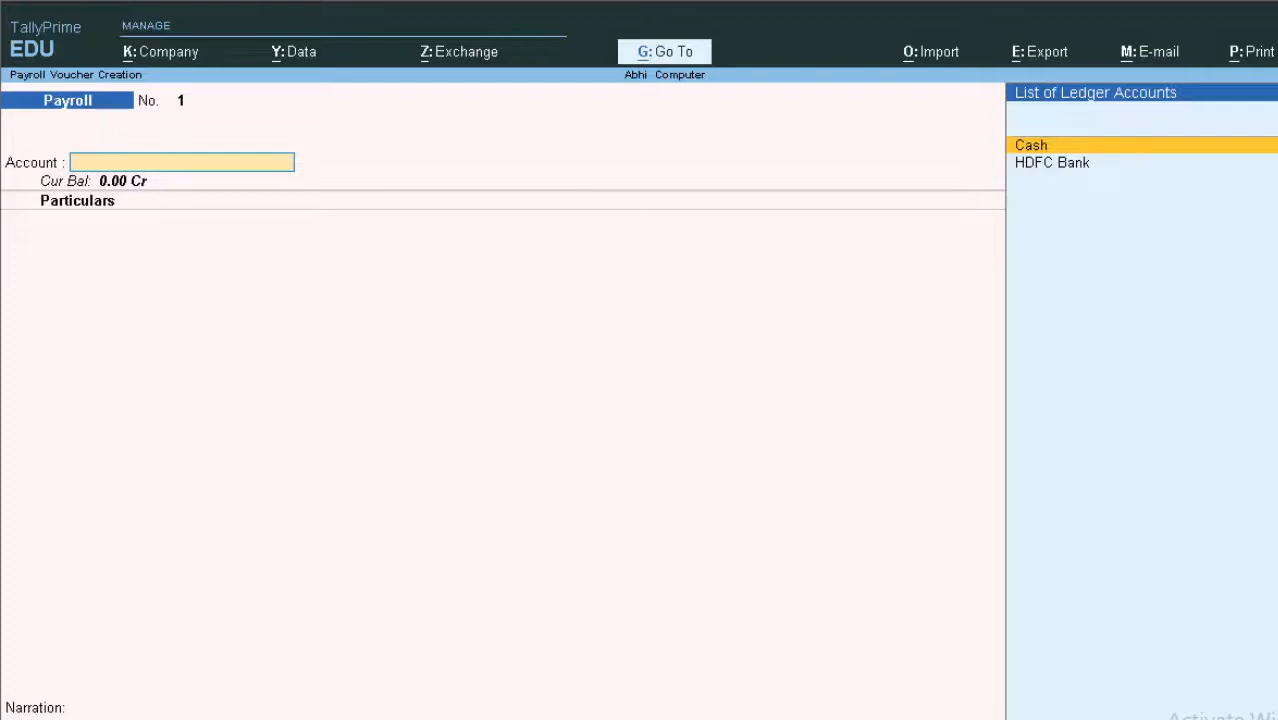 TallyPrime
EDU
MANAGE
K: Company Y: Data Z: Exchange G: Go To O: Import E: Export M: E-mail P: Print
Payroll Voucher Creation Abhi Computer
Payroll No. 1
Account :
Cur Bal: 0.00 Cr
Particulars
List of Ledger Accounts
Cash
HDFC Bank
Narration: